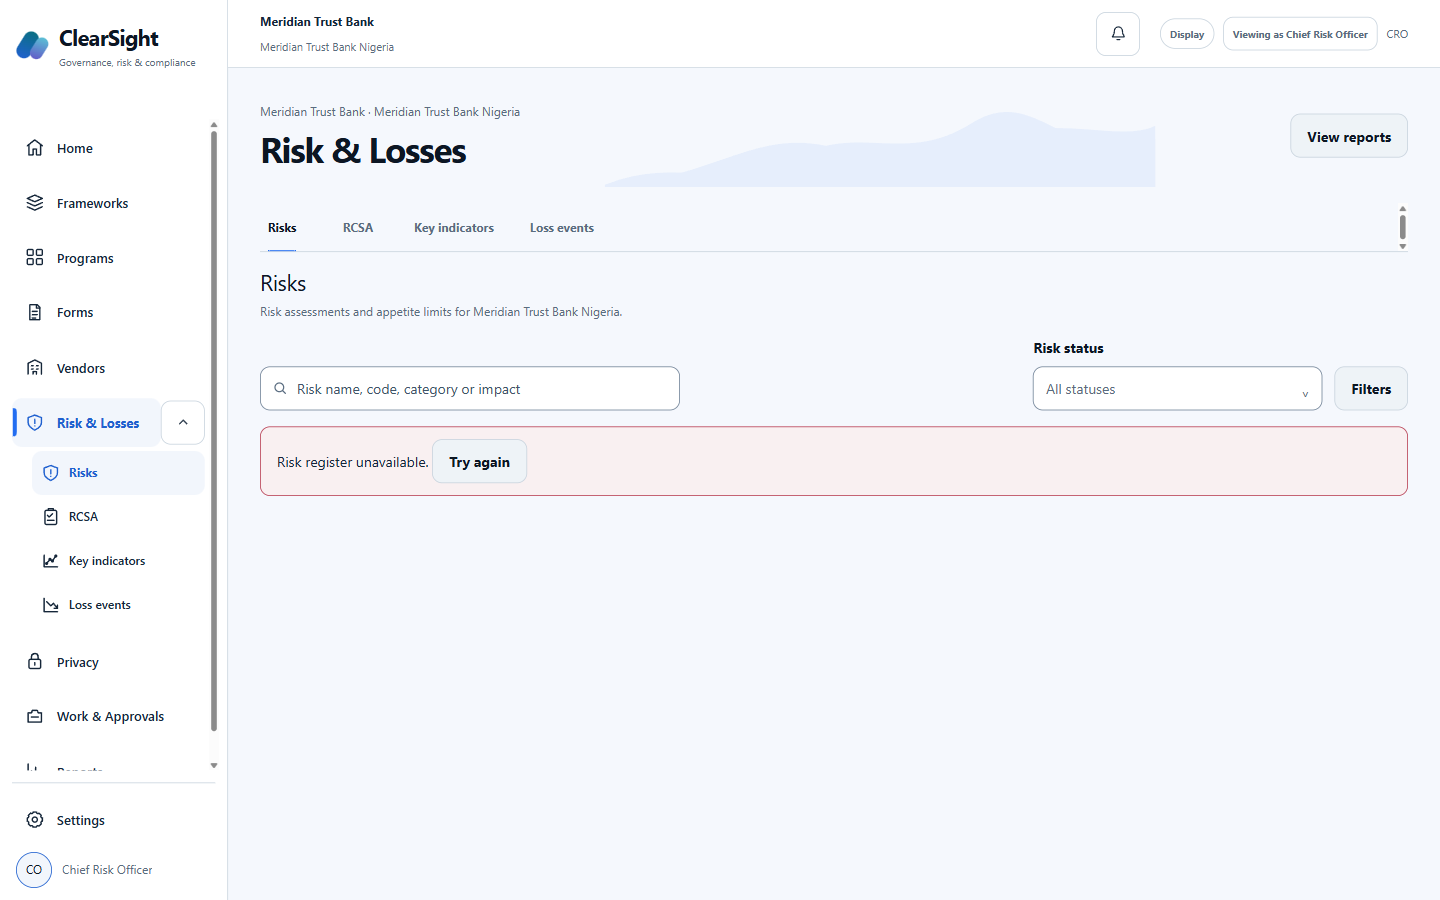 ClearSight
Governance, risk & compliance
Home
Frameworks
Programs
Forms
Vendors
Risk & Losses
Risks
RCSA
Key indicators
Loss events
Privacy
Work & Approvals
Reports
Settings
CO
Chief Risk Officer
Meridian Trust Bank
Meridian Trust Bank Nigeria
Display
Viewing as Chief Risk Officer
CRO
Meridian Trust Bank · Meridian Trust Bank Nigeria
Risk & Losses
View reports
Risks
RCSA
Key indicators
Loss events
Risks
Risk assessments and appetite limits for Meridian Trust Bank Nigeria.
Risk status
Risk name, code, category or impact
All statuses
Filters
Risk register unavailable.
Try again